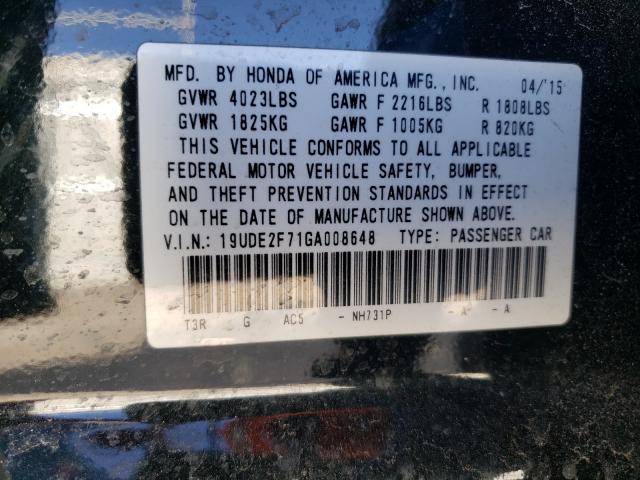 MFD. BY HONDA OF AMERICA MFG., INC. 04/'15
GVWR 4023LBS GAWR F 2216LBS R 1808LBS
GVWR 1825KG GAWR F 1005KG R 820KG
THIS VEHICLE CONFORMS TO ALL APPLICABLE
FEDERAL MOTOR VEHICLE SAFETY, BUMPER,
AND THEFT PREVENTION STANDARDS IN EFFECT
ON THE DATE OF MANUFACTURE SHOWN ABOVE.
V.I.N.: 19UDE2F71GA008648 TYPE: PASSENGER CAR
T3R G AC5 - NH731P - A - A